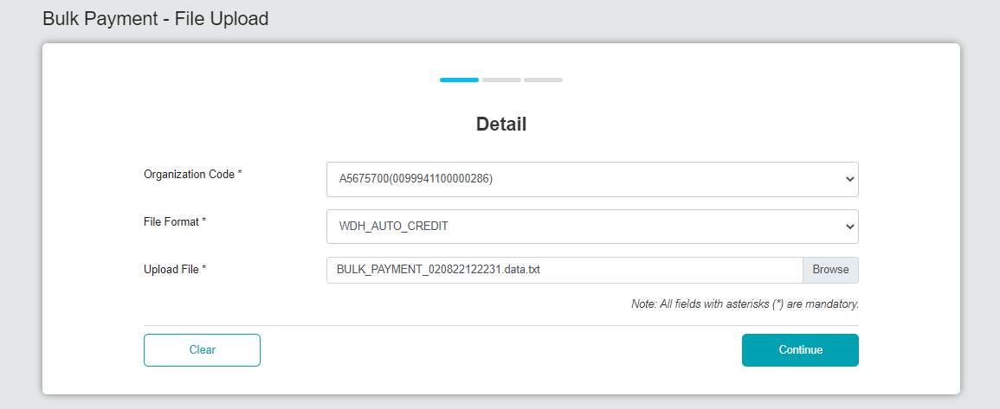 Bulk Payment - File Upload
Detail
Organization Code *
A5675700(0099941100000286)
File Format *
WDH_AUTO_CREDIT
Upload File *
BULK_PAYMENT_020822122231.data.txt
Browse
Note: All fields with asterisks (*) are mandatory.
Clear
Continue